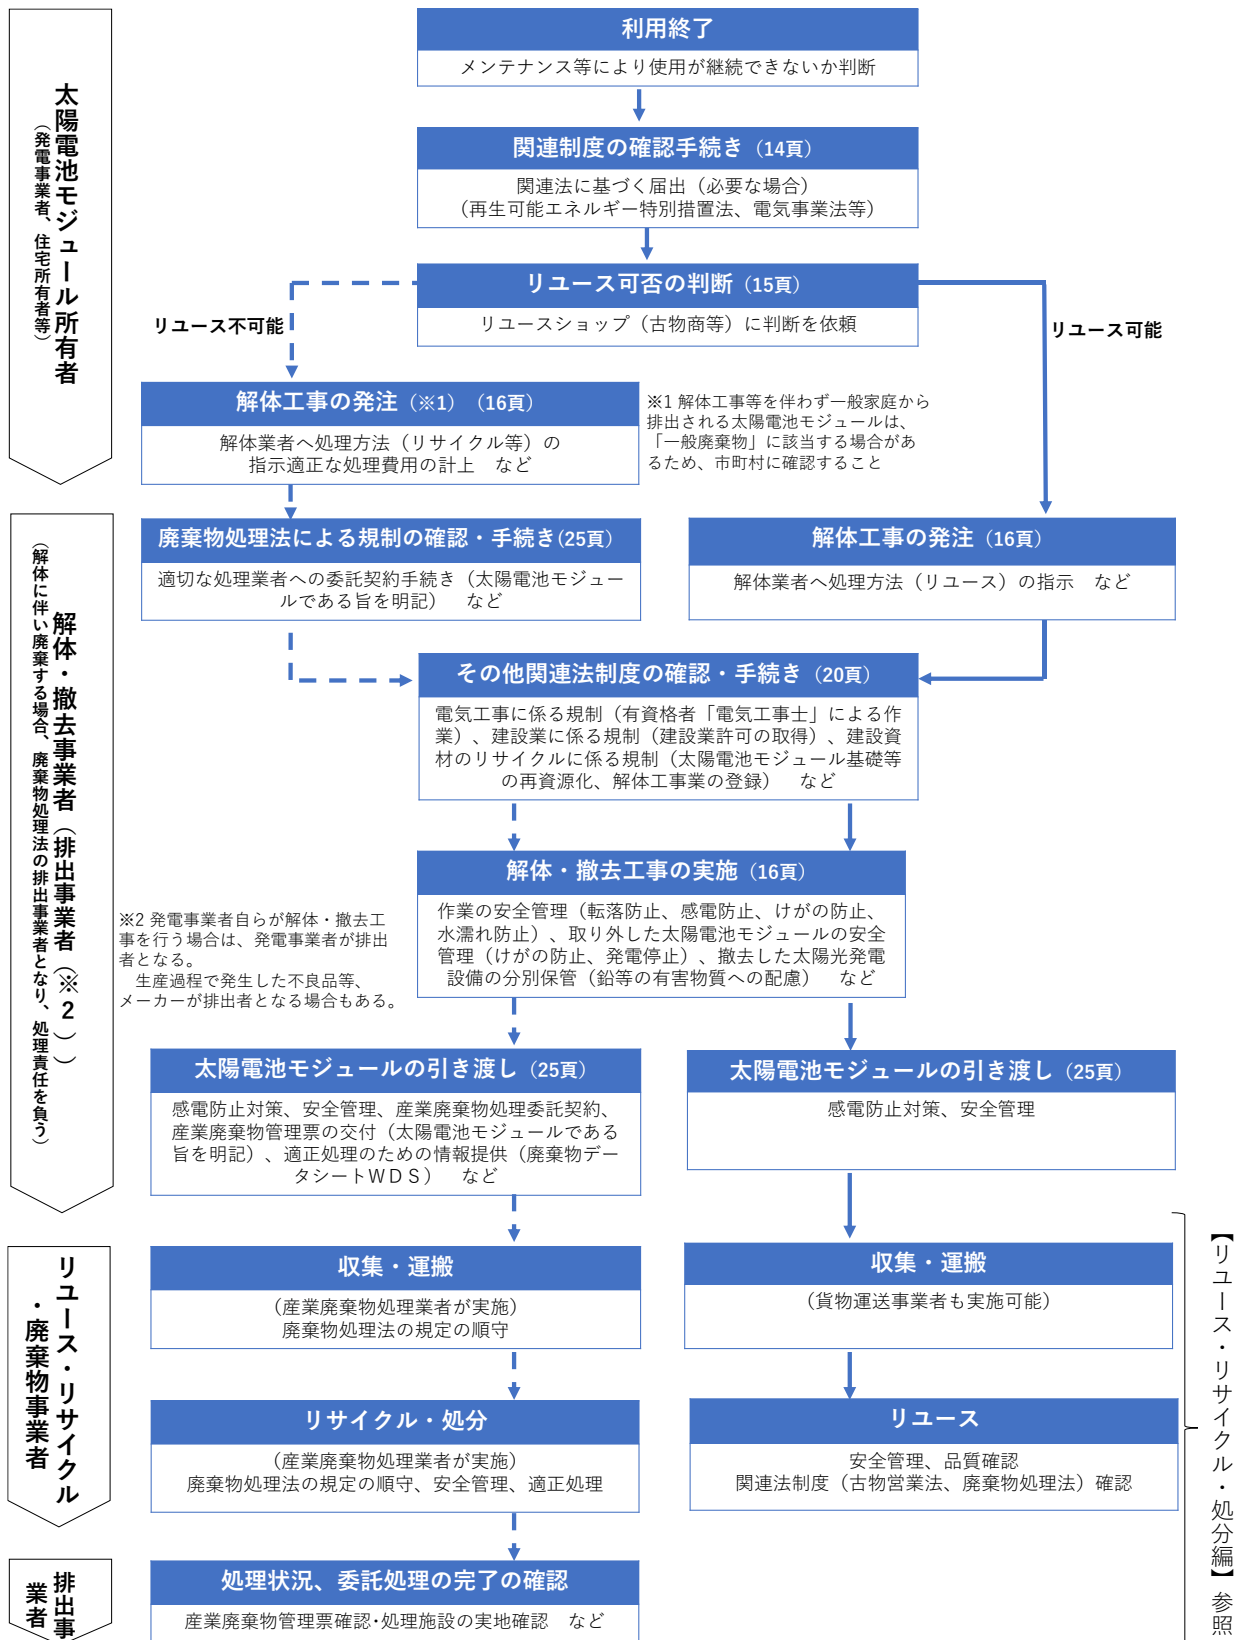 利用終了
メンテナンス等により使用が継続できないか判断
太陽電池モジュール所有者
（発電事業者、住宅所有者等）
関連制度の確認手続き（14頁）
関連法に基づく届出（必要な場合）
（再生可能エネルギー特別措置法、電気事業法等）
リユース可否の判断（15頁）
リユースショップ（古物商等）に判断を依頼
リユース不可能
リユース可能
解体工事の発注（※1）（16頁）
解体業者へ処理方法（リサイクル等）の
指示適正な処理費用の計上　など
※1 解体工事等を伴わず一般家庭から
排出される太陽電池モジュールは、
「一般廃棄物」に該当する場合があ
るため、市町村に確認すること
解体・撤去事業者（排出事業者（※２））
（解体に伴い廃棄する場合、廃棄物処理法の排出事業者となり、処理責任を負う）
廃棄物処理法による規制の確認・手続き(25頁)
適切な処理業者への委託契約手続き（太陽電池モジュー
ルである旨を明記）　など
解体工事の発注（16頁）
解体業者へ処理方法（リユース）の指示　など
その他関連法制度の確認・手続き（20頁）
電気工事に係る規制（有資格者「電気工事士」による作
業）、建設業に係る規制（建設業許可の取得）、建設資
材のリサイクルに係る規制（太陽電池モジュール基礎等
の再資源化、解体工事業の登録）　など
解体・撤去工事の実施（16頁）
作業の安全管理（転落防止、感電防止、けがの防止、
水濡れ防止）、取り外した太陽電池モジュールの安全
管理（けがの防止、発電停止）、撤去した太陽光発電
設備の分別保管（鉛等の有害物質への配慮）　など
※2 発電事業者自らが解体・撤去工
事を行う場合は、発電事業者が排出
者となる。
　生産過程で発生した不良品等、
メーカーが排出者となる場合もある。
太陽電池モジュールの引き渡し（25頁）
感電防止対策、安全管理、産業廃棄物処理委託契約、
産業廃棄物管理票の交付（太陽電池モジュールである
旨を明記）、適正処理のための情報提供（廃棄物デー
タシートＷＤＳ）　など
太陽電池モジュールの引き渡し（25頁）
感電防止対策、安全管理
リユース・リサイクル
・廃棄物事業者
収集・運搬
（産業廃棄物処理業者が実施）
廃棄物処理法の規定の順守
収集・運搬
（貨物運送事業者も実施可能）
リサイクル・処分
（産業廃棄物処理業者が実施）
廃棄物処理法の規定の順守、安全管理、適正処理
リユース
安全管理、品質確認
関連法制度（古物営業法、廃棄物処理法）確認
【リユース・リサイクル・処分編】参照
排出事
業者
処理状況、委託処理の完了の確認
産業廃棄物管理票確認・処理施設の実地確認　など